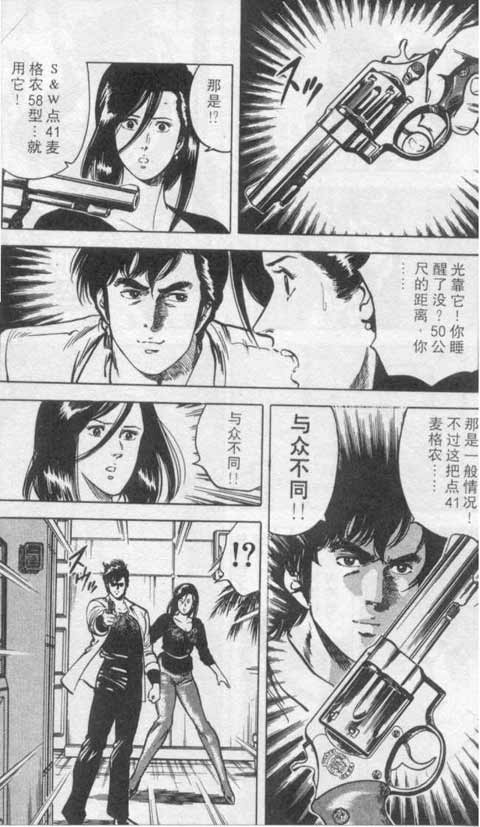 那是!?
S&W点41麦
格农58型…就
用它！
光靠它！你睡
醒了没？50公
尺的距离，你
……
那是一般情况！
不过这把点41
麦格农……
与众不同!!
与众不同!!
!?